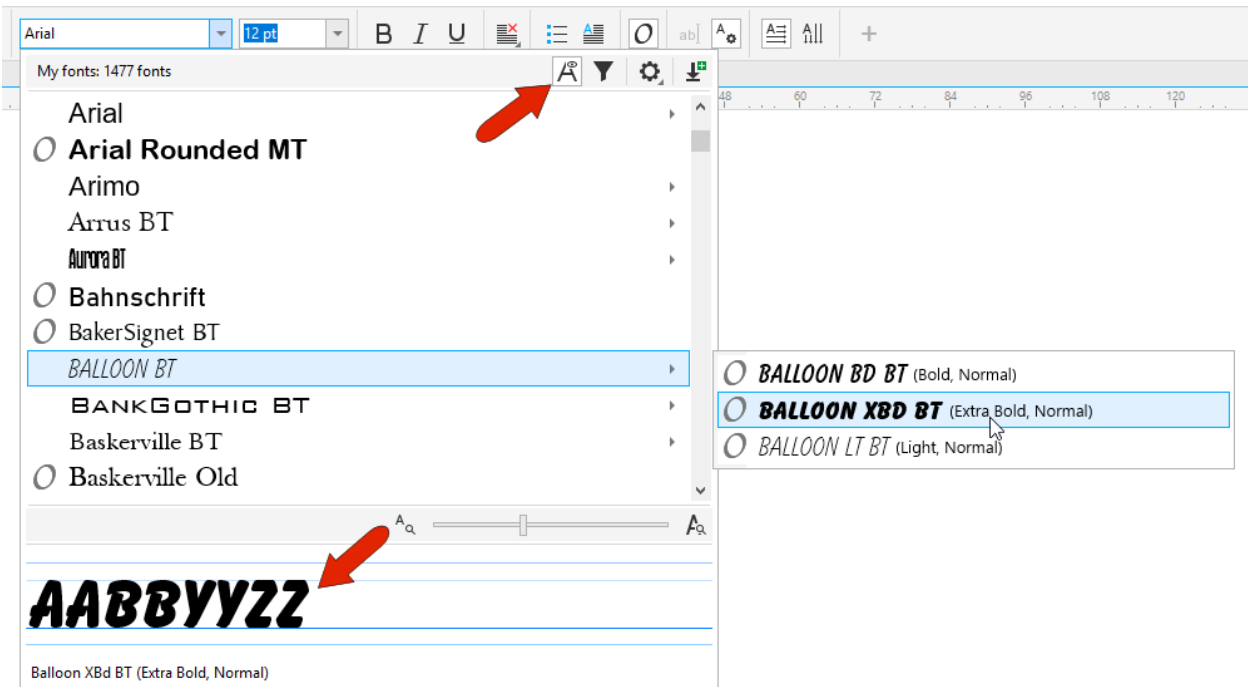 Arial 12 pt B I U O ab A
My fonts: 1477 fonts
48 60 72 84 96 108 120
Arial
O Arial Rounded MT
Arimo
Arrus BT
Aurora BT
O Bahnschrift
O BakerSignet BT
BALLOON BT
O BALLOON BD BT (Bold, Normal)
BANKGOTHIC BT
O BALLOON XBD BT (Extra Bold, Normal)
Baskerville BT
O BALLOON LT BT (Light, Normal)
O Baskerville Old
AABBYYZZ
Balloon XBd BT (Extra Bold, Normal)